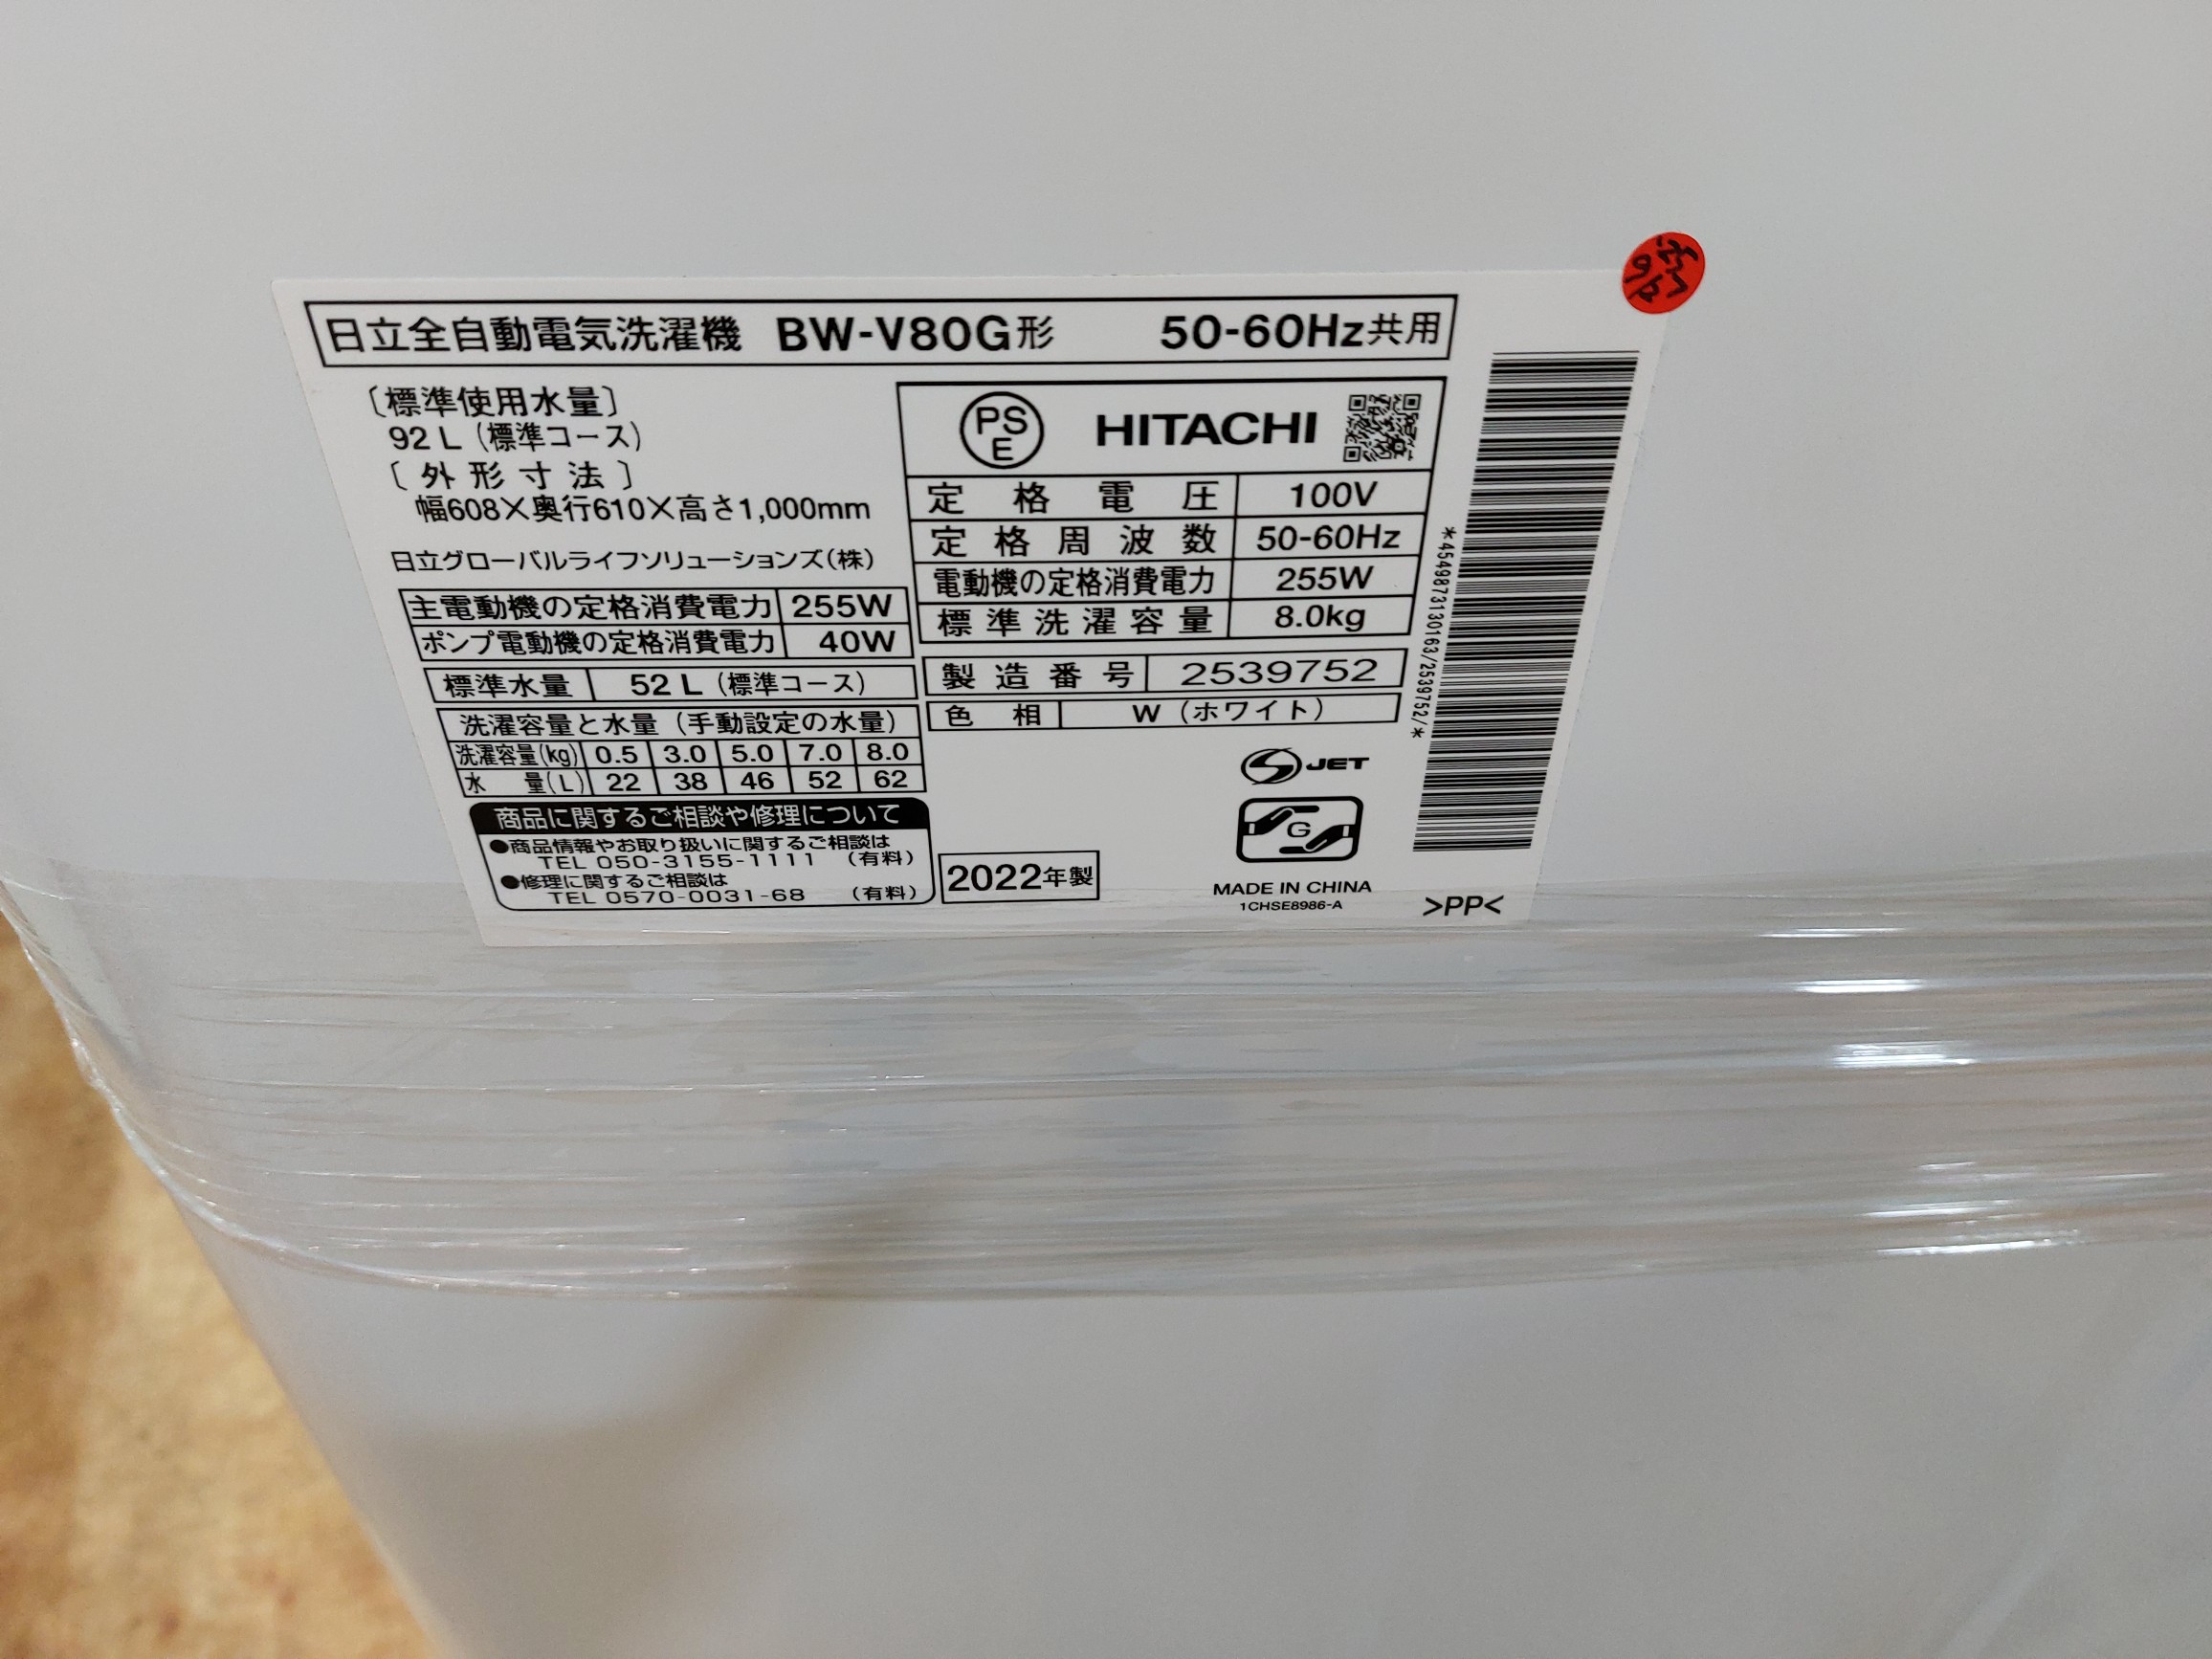 日立全自動電気洗濯機 BW-V80G形 50-60Hz共用
〔標準使用水量〕
92L（標準コース）
〔外形寸法〕
幅608×奥行610×高さ1,000mm
日立グローバルライフソリューションズ（株）
主電動機の定格消費電力 255W
ポンプ電動機の定格消費電力 40W
標準水量 52L（標準コース）
洗濯容量と水量（手動設定の水量）
洗濯容量(kg) 0.5 3.0 5.0 7.0 8.0
水量(L) 22 38 46 52 62
商品に関するご相談や修理について
●商品情報やお取り扱いに関するご相談は
TEL 050-3155-1111（有料）
●修理に関するご相談は
TEL 0570-0031-68（有料）
PS
E
HITACHI
定格電圧 100V
定格周波数 50-60Hz
電動機の定格消費電力 255W
標準洗濯容量 8.0kg
製造番号 2539752
色相 W（ホワイト）
JET
G
2022年製
MADE IN CHINA
1CHSE8986-A
>PP<
*4549873130163/2539752/*